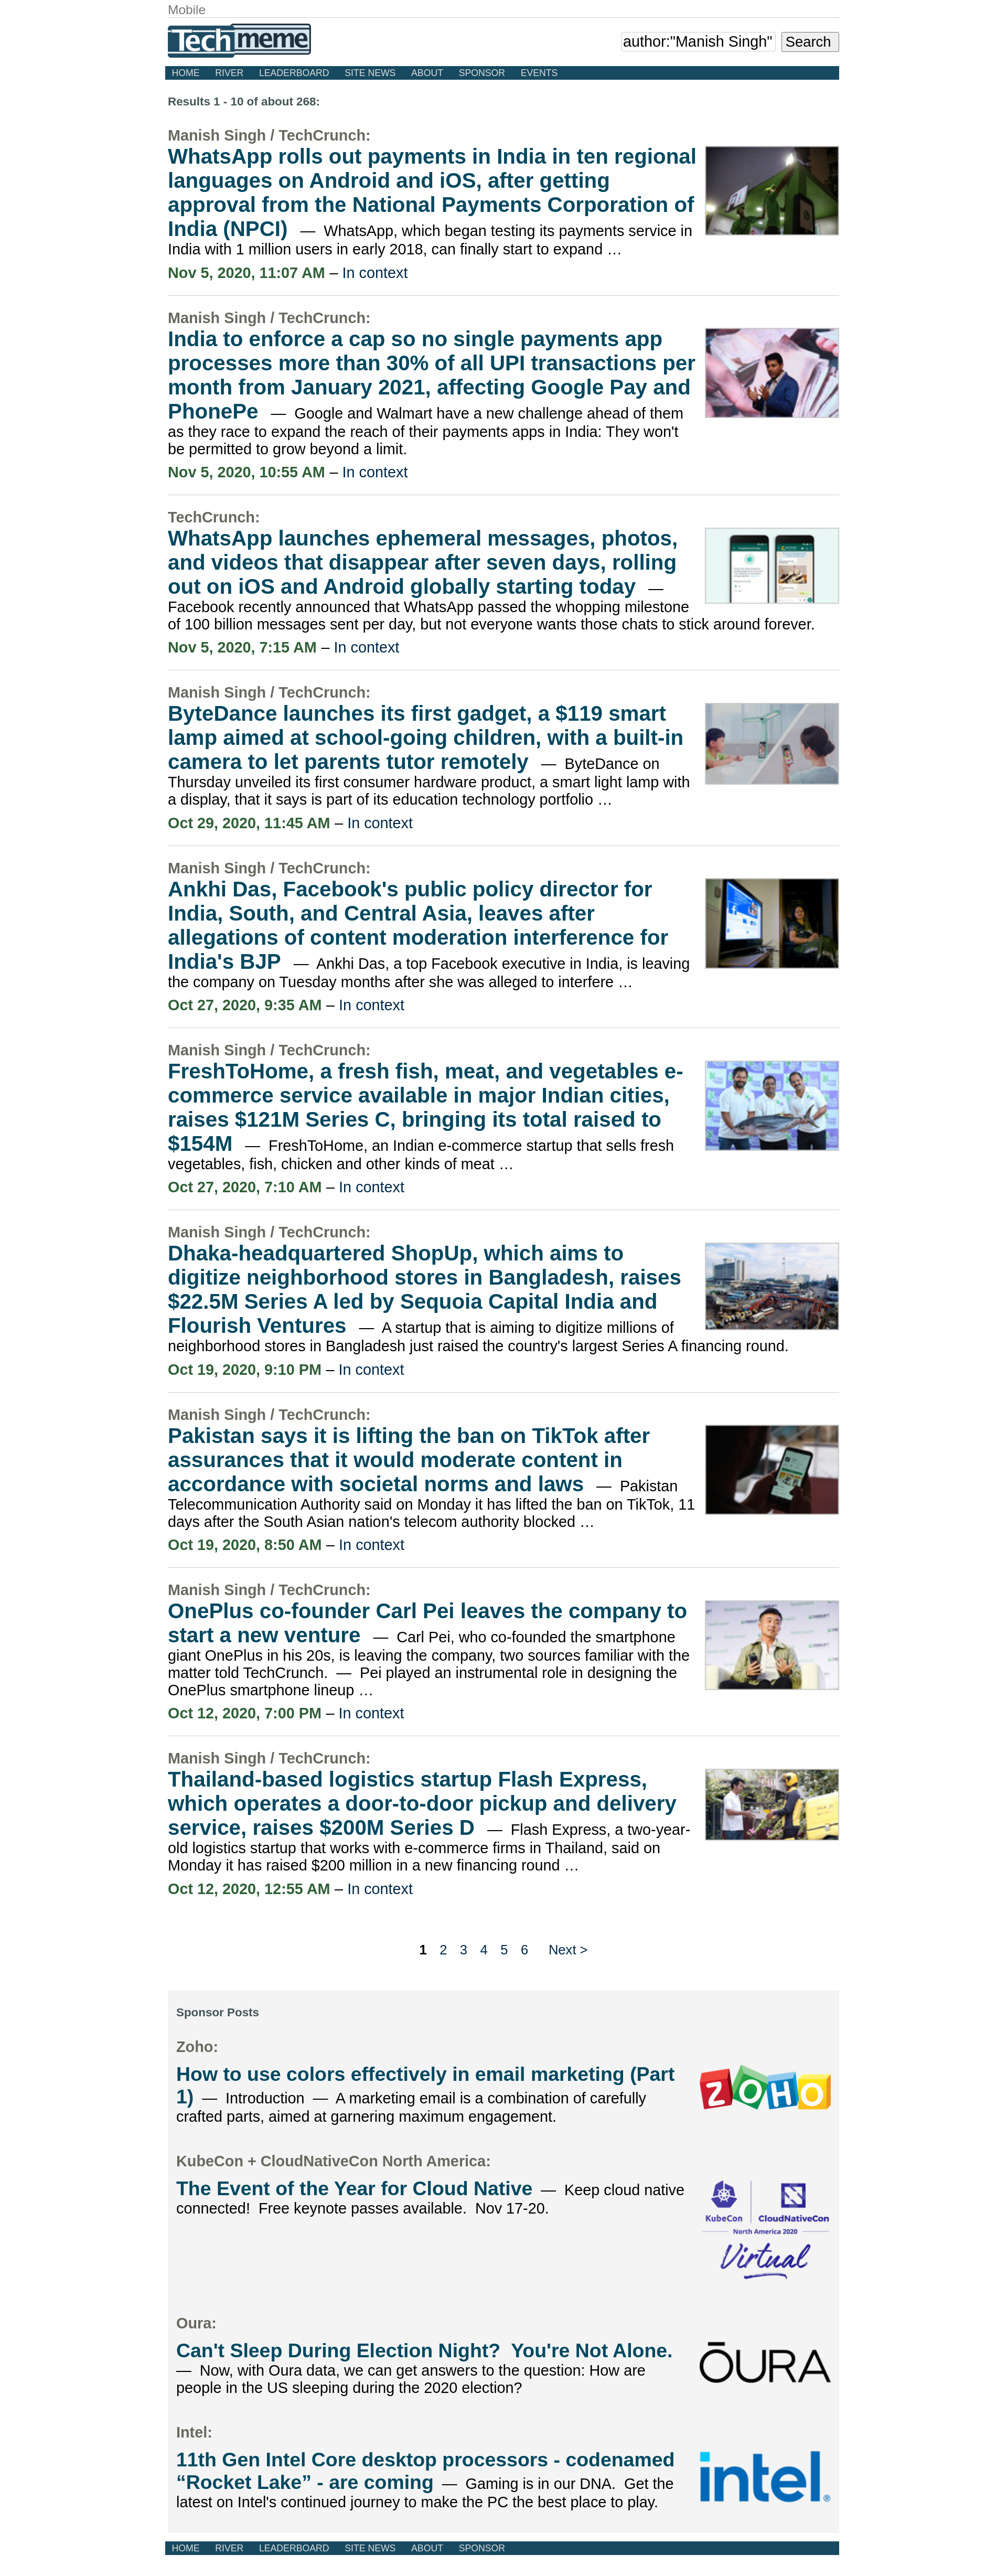 Mobile
Techmeme
author:"Manish Singh" Search
HOME RIVER LEADERBOARD SITE NEWS ABOUT SPONSOR EVENTS
Results 1 - 10 of about 268:
Manish Singh / TechCrunch:
WhatsApp rolls out payments in India in ten regional
languages on Android and iOS, after getting
approval from the National Payments Corporation of
India (NPCI) — WhatsApp, which began testing its payments service in
India with 1 million users in early 2018, can finally start to expand …
Nov 5, 2020, 11:07 AM – In context
Manish Singh / TechCrunch:
India to enforce a cap so no single payments app
processes more than 30% of all UPI transactions per
month from January 2021, affecting Google Pay and
PhonePe — Google and Walmart have a new challenge ahead of them
as they race to expand the reach of their payments apps in India: They won't
be permitted to grow beyond a limit.
Nov 5, 2020, 10:55 AM – In context
TechCrunch:
WhatsApp launches ephemeral messages, photos,
and videos that disappear after seven days, rolling
out on iOS and Android globally starting today —
Facebook recently announced that WhatsApp passed the whopping milestone
of 100 billion messages sent per day, but not everyone wants those chats to stick around forever.
Nov 5, 2020, 7:15 AM – In context
Manish Singh / TechCrunch:
ByteDance launches its first gadget, a $119 smart
lamp aimed at school-going children, with a built-in
camera to let parents tutor remotely — ByteDance on
Thursday unveiled its first consumer hardware product, a smart light lamp with
a display, that it says is part of its education technology portfolio …
Oct 29, 2020, 11:45 AM – In context
Manish Singh / TechCrunch:
Ankhi Das, Facebook's public policy director for
India, South, and Central Asia, leaves after
allegations of content moderation interference for
India's BJP — Ankhi Das, a top Facebook executive in India, is leaving
the company on Tuesday months after she was alleged to interfere …
Oct 27, 2020, 9:35 AM – In context
Manish Singh / TechCrunch:
FreshToHome, a fresh fish, meat, and vegetables e-
commerce service available in major Indian cities,
raises $121M Series C, bringing its total raised to
$154M — FreshToHome, an Indian e-commerce startup that sells fresh
vegetables, fish, chicken and other kinds of meat …
Oct 27, 2020, 7:10 AM – In context
Manish Singh / TechCrunch:
Dhaka-headquartered ShopUp, which aims to
digitize neighborhood stores in Bangladesh, raises
$22.5M Series A led by Sequoia Capital India and
Flourish Ventures — A startup that is aiming to digitize millions of
neighborhood stores in Bangladesh just raised the country's largest Series A financing round.
Oct 19, 2020, 9:10 PM – In context
Manish Singh / TechCrunch:
Pakistan says it is lifting the ban on TikTok after
assurances that it would moderate content in
accordance with societal norms and laws — Pakistan
Telecommunication Authority said on Monday it has lifted the ban on TikTok, 11
days after the South Asian nation's telecom authority blocked …
Oct 19, 2020, 8:50 AM – In context
Manish Singh / TechCrunch:
OnePlus co-founder Carl Pei leaves the company to
start a new venture — Carl Pei, who co-founded the smartphone
giant OnePlus in his 20s, is leaving the company, two sources familiar with the
matter told TechCrunch. — Pei played an instrumental role in designing the
OnePlus smartphone lineup …
Oct 12, 2020, 7:00 PM – In context
Manish Singh / TechCrunch:
Thailand-based logistics startup Flash Express,
which operates a door-to-door pickup and delivery
service, raises $200M Series D — Flash Express, a two-year-
old logistics startup that works with e-commerce firms in Thailand, said on
Monday it has raised $200 million in a new financing round …
Oct 12, 2020, 12:55 AM – In context
1 2 3 4 5 6 Next >
Sponsor Posts
Zoho:
How to use colors effectively in email marketing (Part
1) — Introduction — A marketing email is a combination of carefully
crafted parts, aimed at garnering maximum engagement.
ZOHO
KubeCon + CloudNativeCon North America:
The Event of the Year for Cloud Native — Keep cloud native
connected! Free keynote passes available. Nov 17-20.
KubeCon CloudNativeCon
North America 2020
Virtual
Oura:
Can't Sleep During Election Night? You're Not Alone.
— Now, with Oura data, we can get answers to the question: How are
people in the US sleeping during the 2020 election?
ŌURA
Intel:
11th Gen Intel Core desktop processors - codenamed
“Rocket Lake” - are coming — Gaming is in our DNA. Get the
latest on Intel's continued journey to make the PC the best place to play.
intel®
HOME RIVER LEADERBOARD SITE NEWS ABOUT SPONSOR